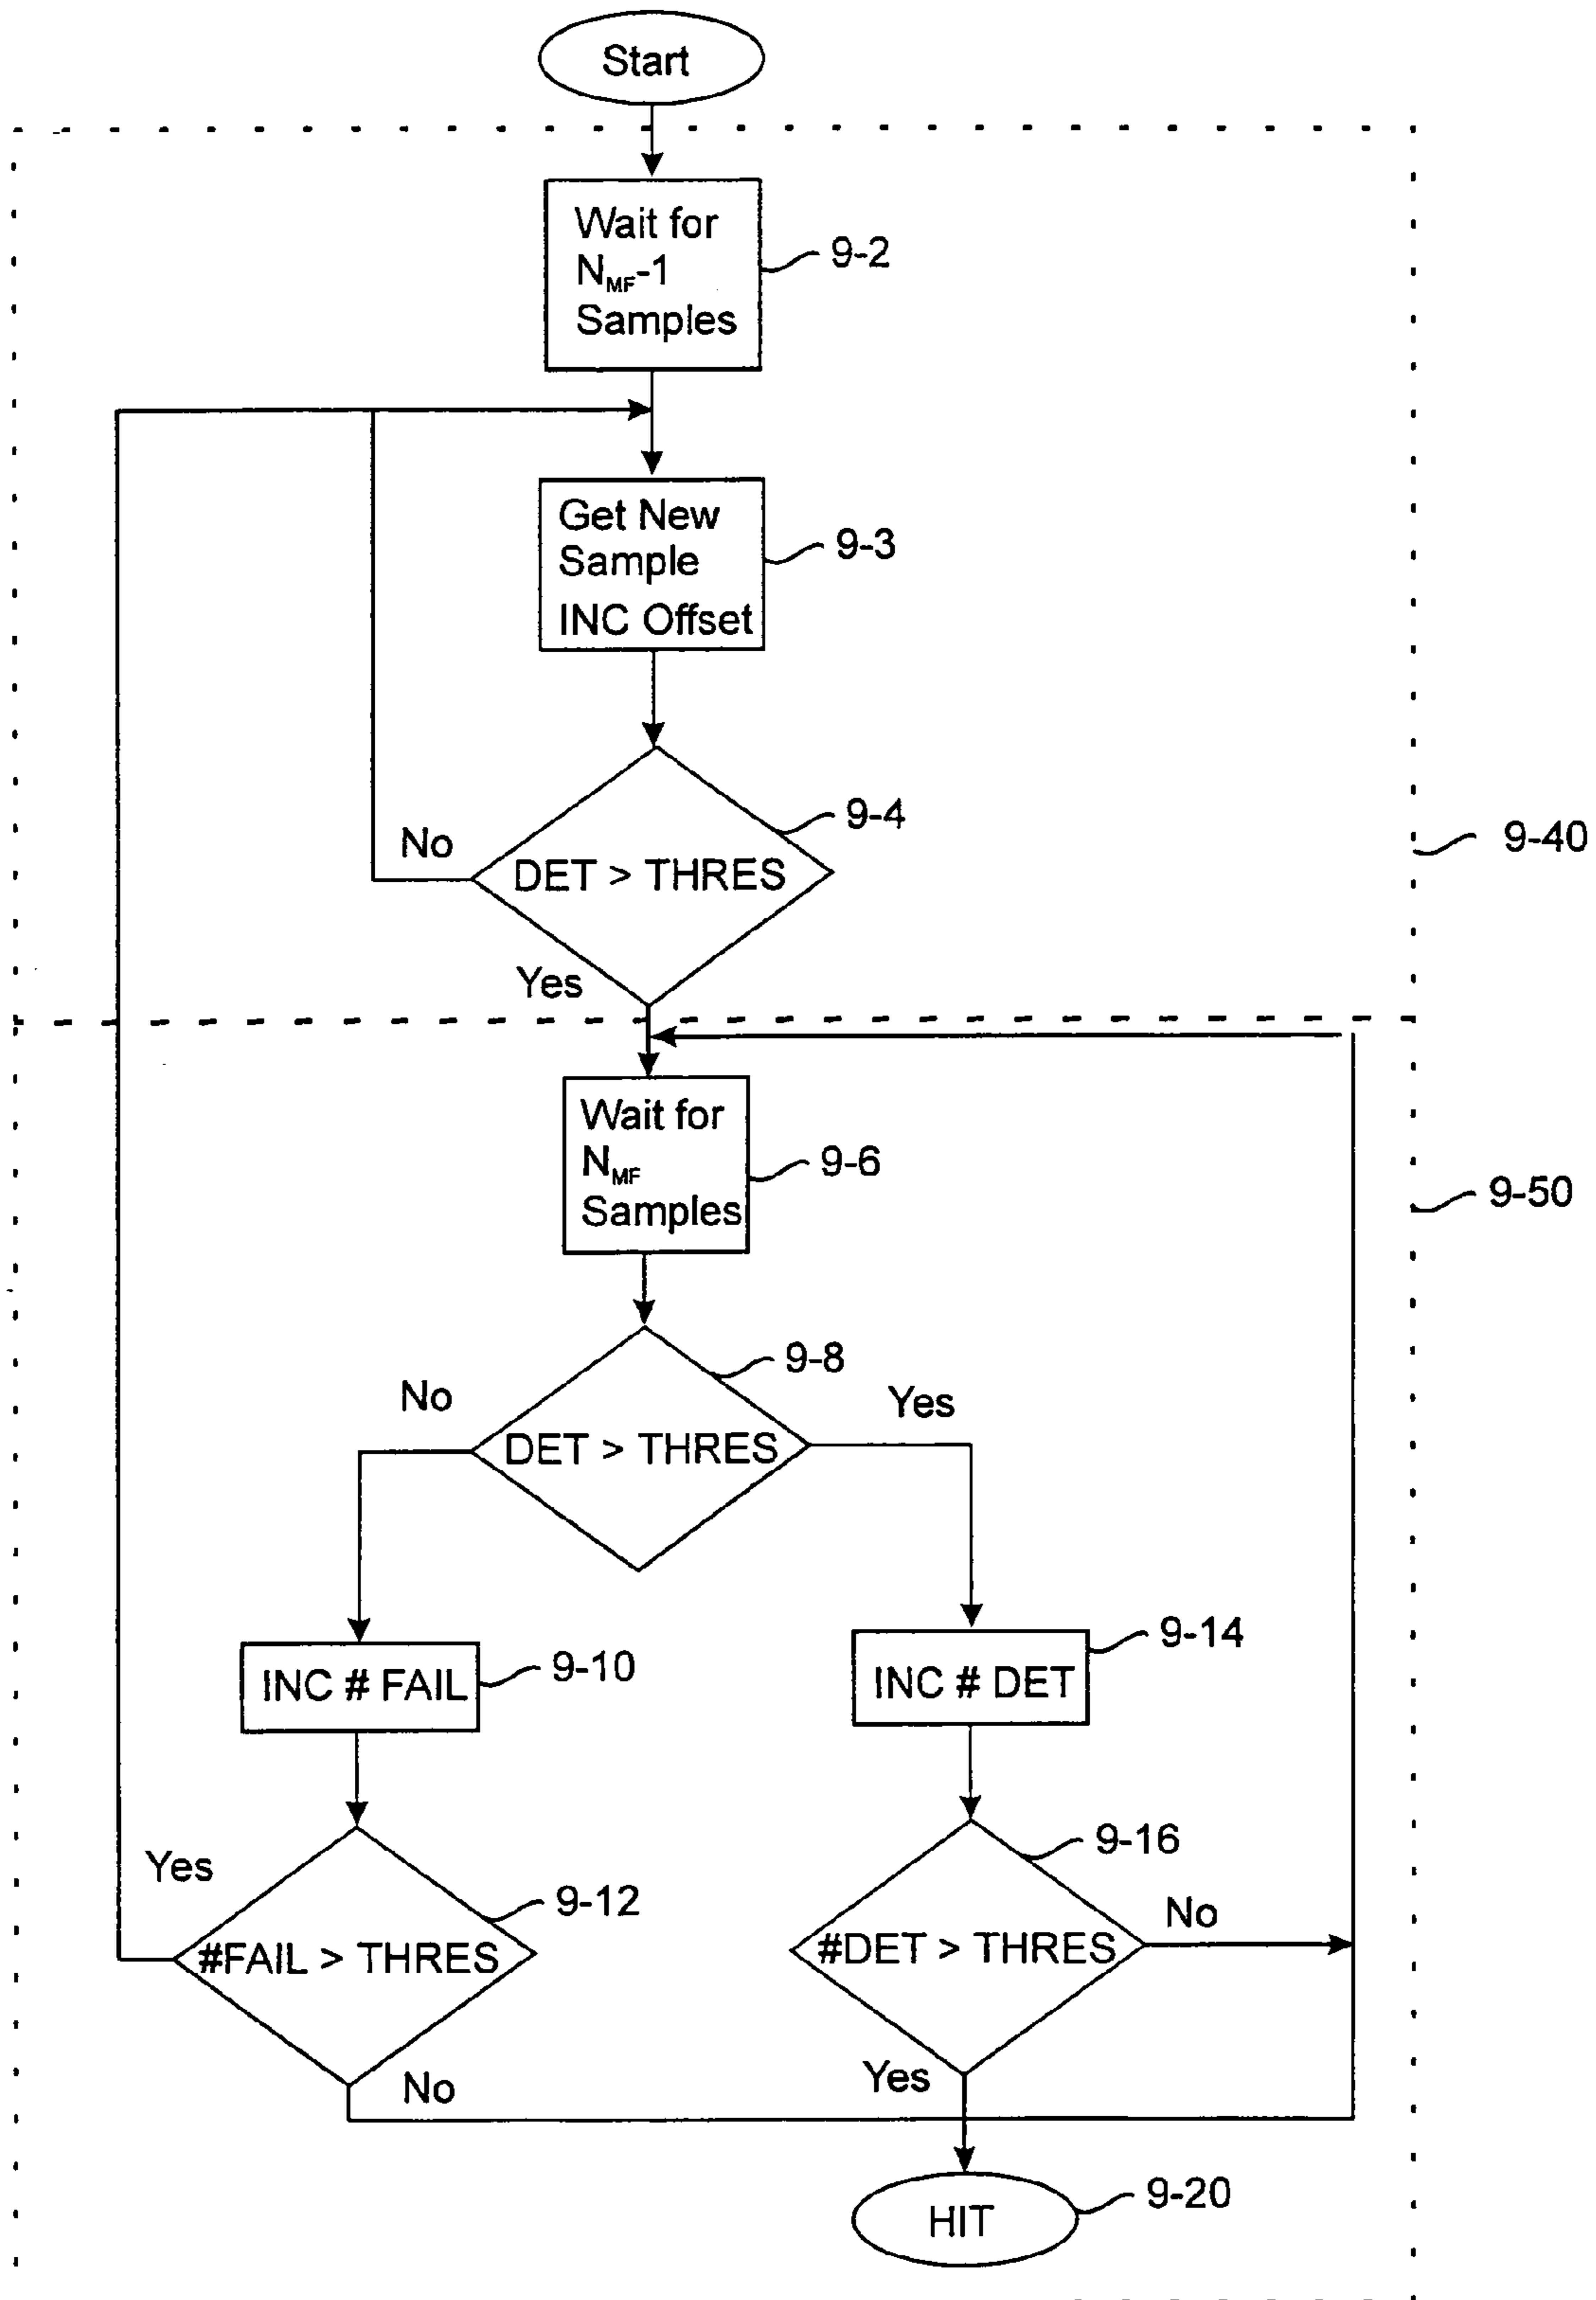 Start
Wait for
N_MF-1
Samples
9-2
Get New
Sample
INC Offset
9-3
9-4
No
DET > THRES
9-40
Yes
Wait for
N_MF
Samples
9-6
9-50
9-8
No
Yes
DET > THRES
INC # FAIL
9-10
INC # DET
9-14
Yes
9-12
#FAIL > THRES
No
9-16
No
#DET > THRES
Yes
HIT
9-20